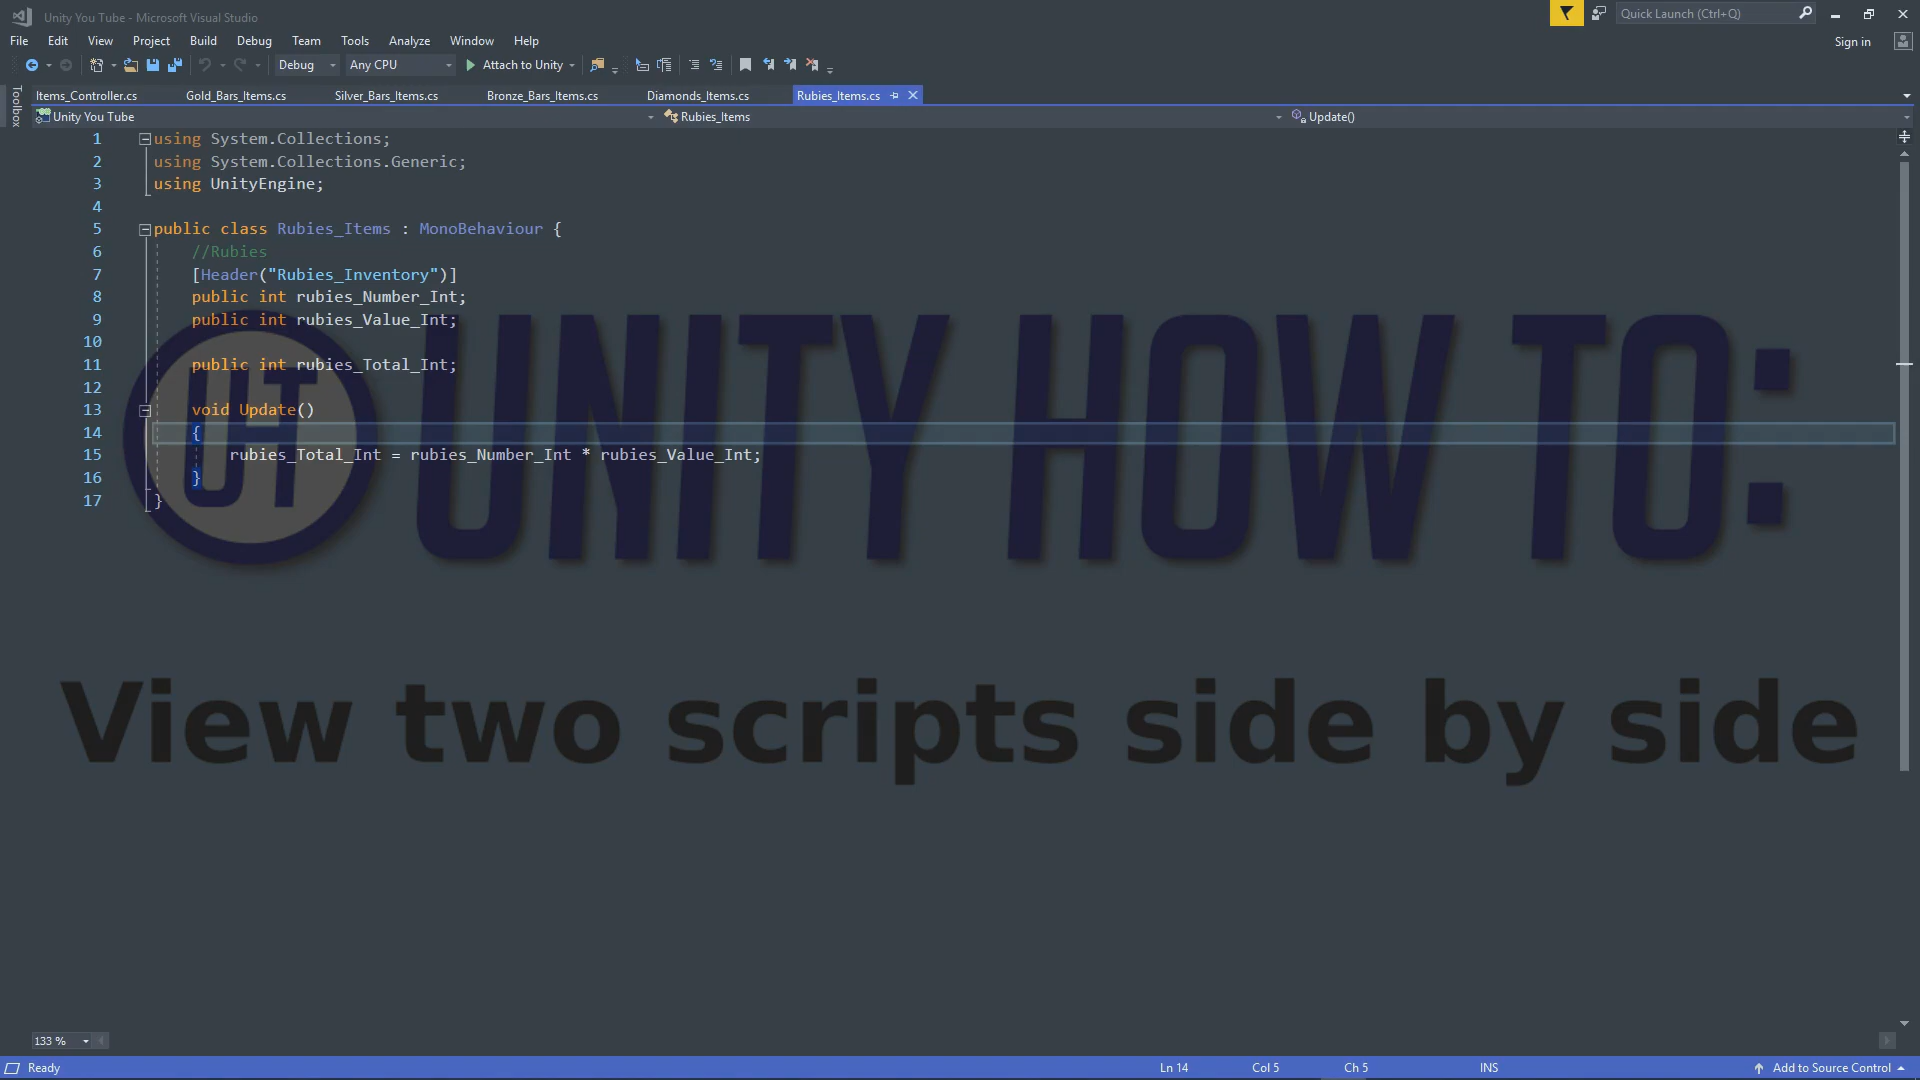 Unity You Tube - Microsoft Visual Studio
Quick Launch (Ctrl+Q)
File Edit View Project Build Debug Team Tools Analyze Window Help
Sign in
Debug Any CPU Attach to Unity
Toolbox
Items_Controller.cs Gold_Bars_Items.cs Silver_Bars_Items.cs Bronze_Bars_Items.cs Diamonds_Items.cs Rubies_Items.cs
Unity You Tube Rubies_Items Update()
1 using System.Collections;
2 using System.Collections.Generic;
3 using UnityEngine;
4
5 public class Rubies_Items : MonoBehaviour {
6 //Rubies
7 [Header("Rubies_Inventory")]
8 public int rubies_Number_Int;
9 public int rubies_Value_Int;
10
11 public int rubies_Total_Int;
12
13 void Update()
14 {
15 rubies_Total_Int = rubies_Number_Int * rubies_Value_Int;
16 }
17 }
UHT UNITY HOW TO:
View two scripts side by side
133 %
Ready Ln 14 Col 5 Ch 5 INS Add to Source Control